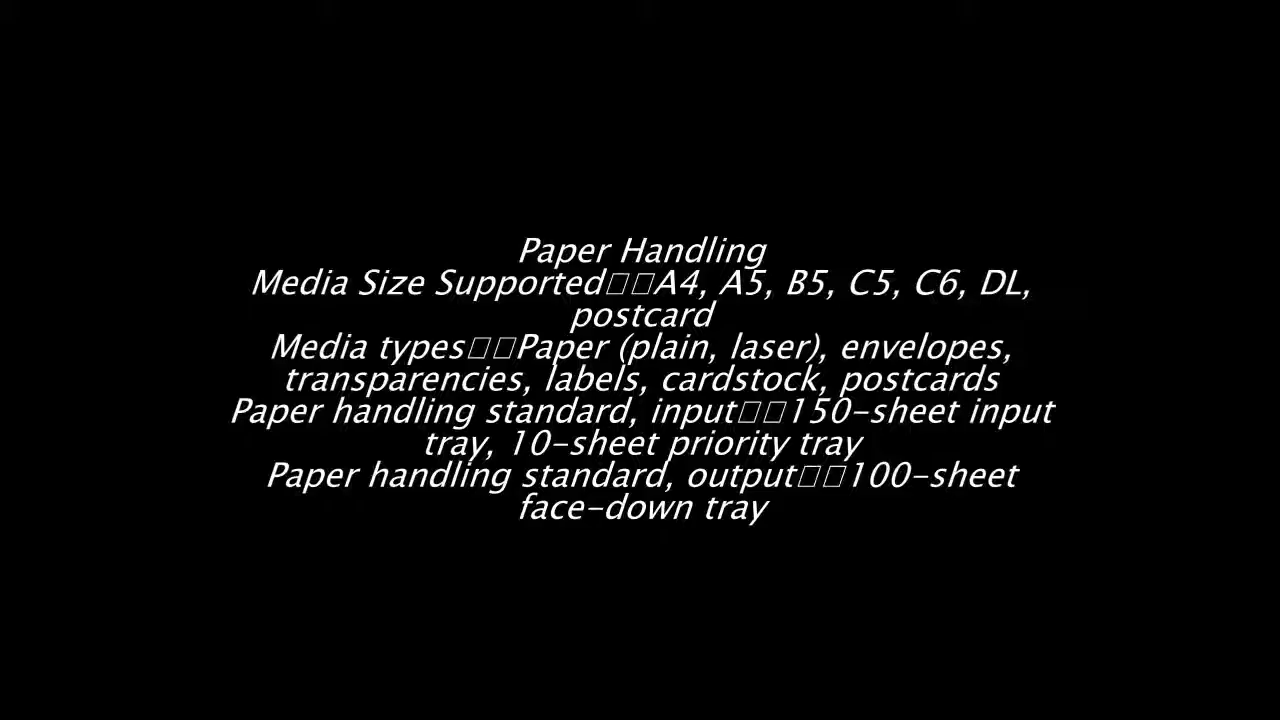 Paper Handling
Media Size Supported□□A4, A5, B5, C5, C6, DL,
postcard
Media types□□Paper (plain, laser), envelopes,
transparencies, labels, cardstock, postcards
Paper handling standard, input□□150-sheet input
tray, 10-sheet priority tray
Paper handling standard, output□□100-sheet
face-down tray